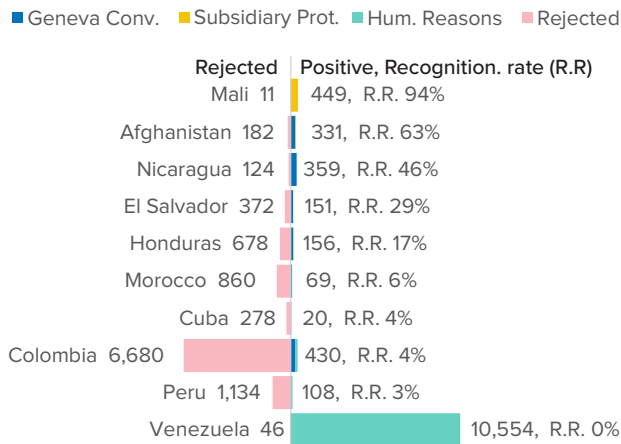 Geneva Conv. Subsidiary Prot. Hum. Reasons Rejected
Rejected Positive, Recognition. rate (R.R)
Mali 11 449, R.R. 94%
Afghanistan 182 331, R.R. 63%
Nicaragua 124 359, R.R. 46%
El Salvador 372 151, R.R. 29%
Honduras 678 156, R.R. 17%
Morocco 860 69, R.R. 6%
Cuba 278 20, R.R. 4%
Colombia 6,680 430, R.R. 4%
Peru 1,134 108, R.R. 3%
Venezuela 46 10,554, R.R. 0%